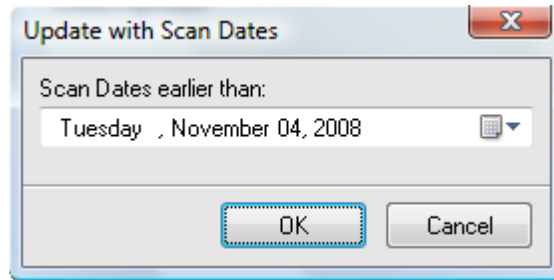 Update with Scan Dates
Scan Dates earlier than:
Tuesday , November 04, 2008
OK Cancel